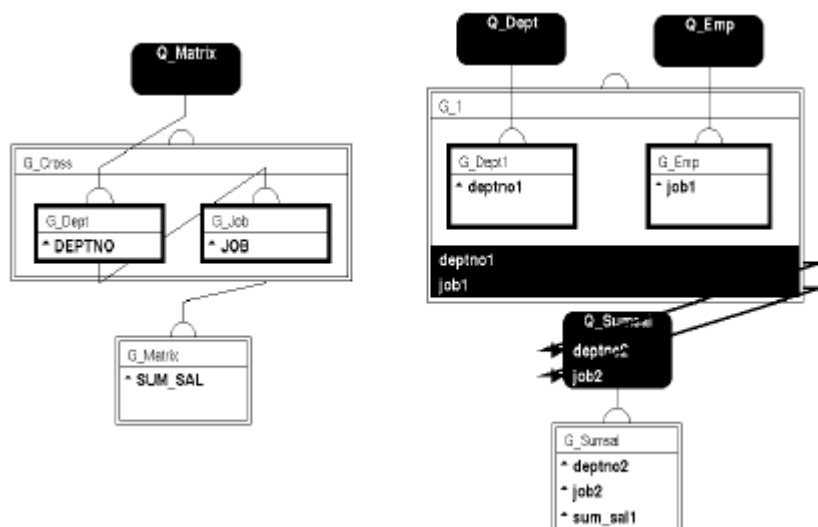 Q_Matrix
G_Cross
G_Dept
DEPTNO
G_Job
JOB
G_Matrix
SUM_SAL
Q_Dept
Q_Emp
G_1
G_Dept1
deptno1
G_Emp
job1
deptno1
job1
Q_Sumsal
deptno2
job2
G_Sumsal
deptno2
job2
sum_sal1